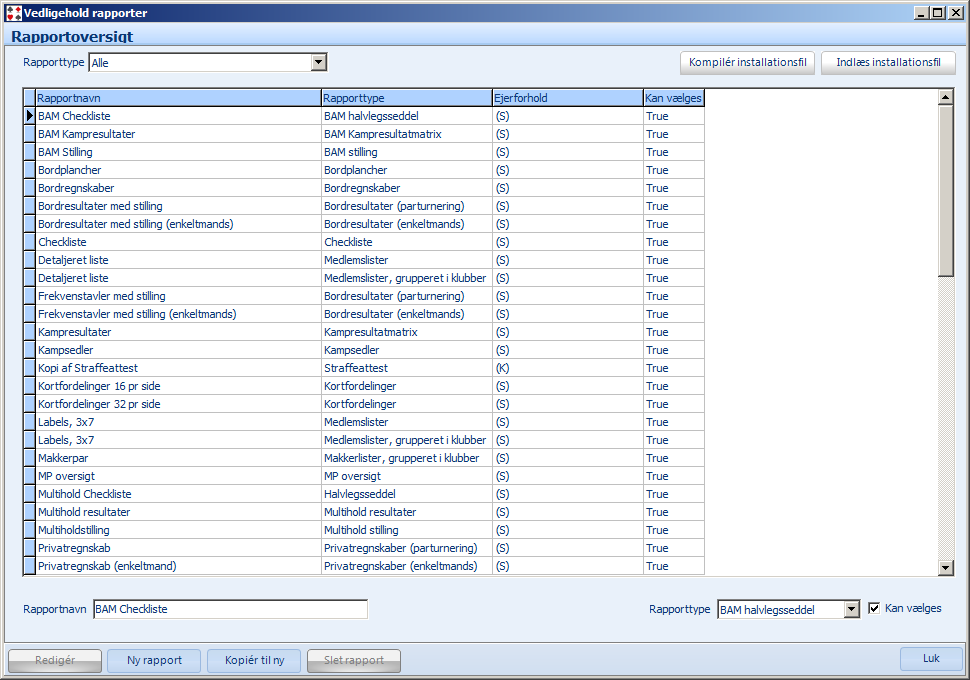 Vedligehold rapporter
Rapportoversigt
Rapporttype Alle Kompilér installationsfil Indlæs installationsfil
Rapportnavn Rapporttype Ejerforhold Kan vælges
BAM Checkliste BAM halvlegsseddel (S) True
BAM Kampresultater BAM Kampresultatmatrix (S) True
BAM Stilling BAM stilling (S) True
Bordplancher Bordplancher (S) True
Bordregnskaber Bordregnskaber (S) True
Bordresultater med stilling Bordresultater (parturnering) (S) True
Bordresultater med stilling (enkeltmands) Bordresultater (enkeltmands) (S) True
Checkliste Checkliste (S) True
Detaljeret liste Medlemslister (S) True
Detaljeret liste Medlemslister, grupperet i klubber (S) True
Frekvenstavler med stilling Bordresultater (parturnering) (S) True
Frekvenstavler med stilling (enkeltmands) Bordresultater (enkeltmands) (S) True
Kampresultater Kampresultatmatrix (S) True
Kampsedler Kampsedler (S) True
Kopi af Straffeattest Straffeattest (K) True
Kortfordelinger 16 pr side Kortfordelinger (S) True
Kortfordelinger 32 pr side Kortfordelinger (S) True
Labels, 3x7 Medlemslister (S) True
Labels, 3x7 Medlemslister, grupperet i klubber (S) True
Makkerpar Makkerlister, grupperet i klubber (S) True
MP oversigt MP oversigt (S) True
Multihold Checkliste Halvlegsseddel (S) True
Multihold resultater Multihold resultater (S) True
Multiholdstilling Multihold stilling (S) True
Privatregnskab Privatregnskaber (parturnering) (S) True
Privatregnskab (enkeltmand) Privatregnskaber (enkeltmands) (S) True
Rapportnavn BAM Checkliste Rapporttype BAM halvlegsseddel Kan vælges
Redigér Ny rapport Kopiér til ny Slet rapport Luk